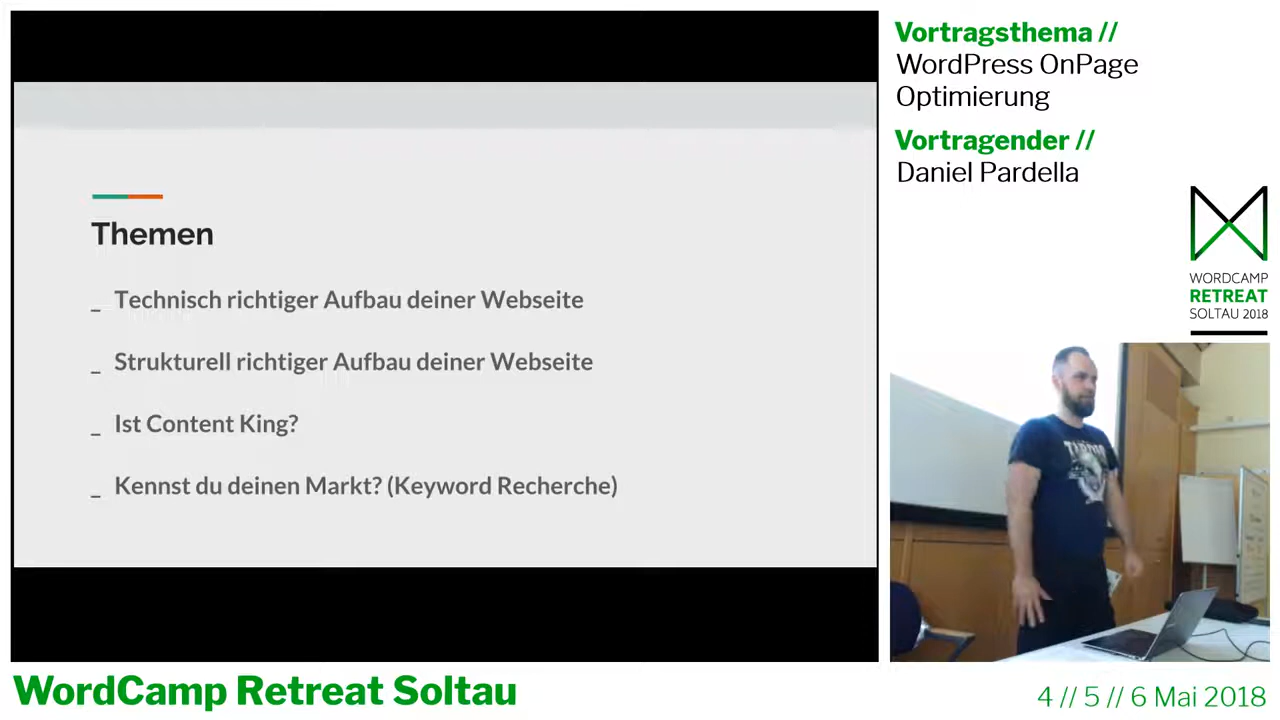 Vortragsthema //
WordPress OnPage
Optimierung
Vortragender //
Daniel Pardella
Themen
_ Technisch richtiger Aufbau deiner Webseite
_ Strukturell richtiger Aufbau deiner Webseite
_ Ist Content King?
_ Kennst du deinen Markt? (Keyword Recherche)
WORDCAMP
RETREAT
SOLTAU 2018
WordCamp Retreat Soltau
4 // 5 // 6 Mai 2018